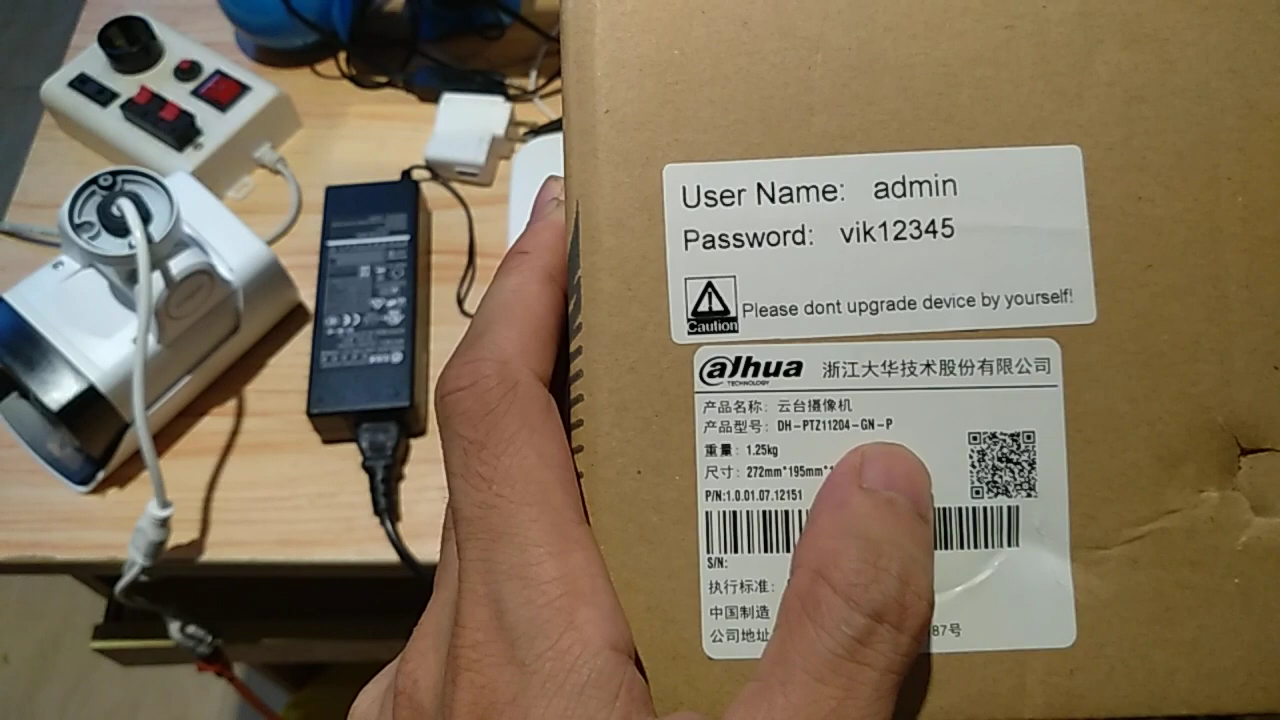 User Name: admin
Password: vik12345
Caution
Please dont upgrade device by yourself!
alhua
TECHNOLOGY
浙江大华技术股份有限公司
产品名称: 云台摄像机
产品型号: DH-PTZ11204-GN-P
重量: 1.25kg
尺寸: 272mm*195mm*
P/N:1.0.01.07.12151
S/N:
执行标准:
中国制造
公司地址
87号